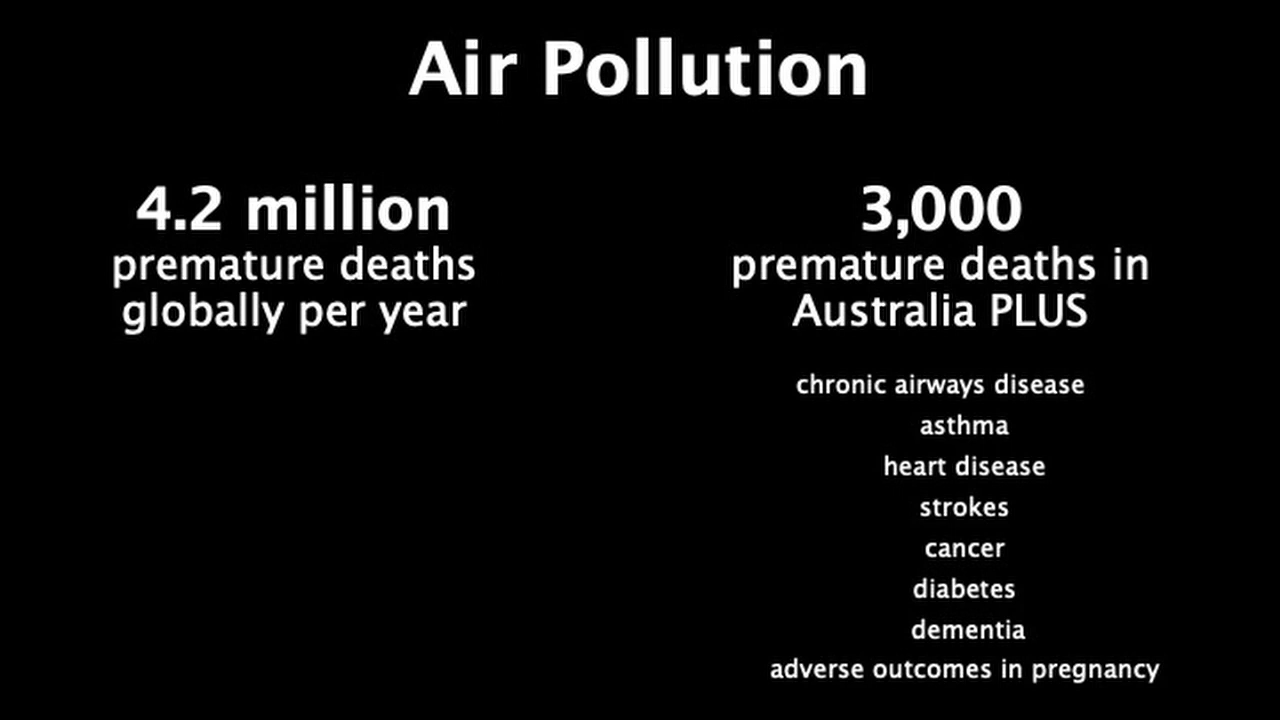 Air Pollution
4.2 million
premature deaths
globally per year
3,000
premature deaths in
Australia PLUS
chronic airways disease
asthma
heart disease
strokes
cancer
diabetes
dementia
adverse outcomes in pregnancy